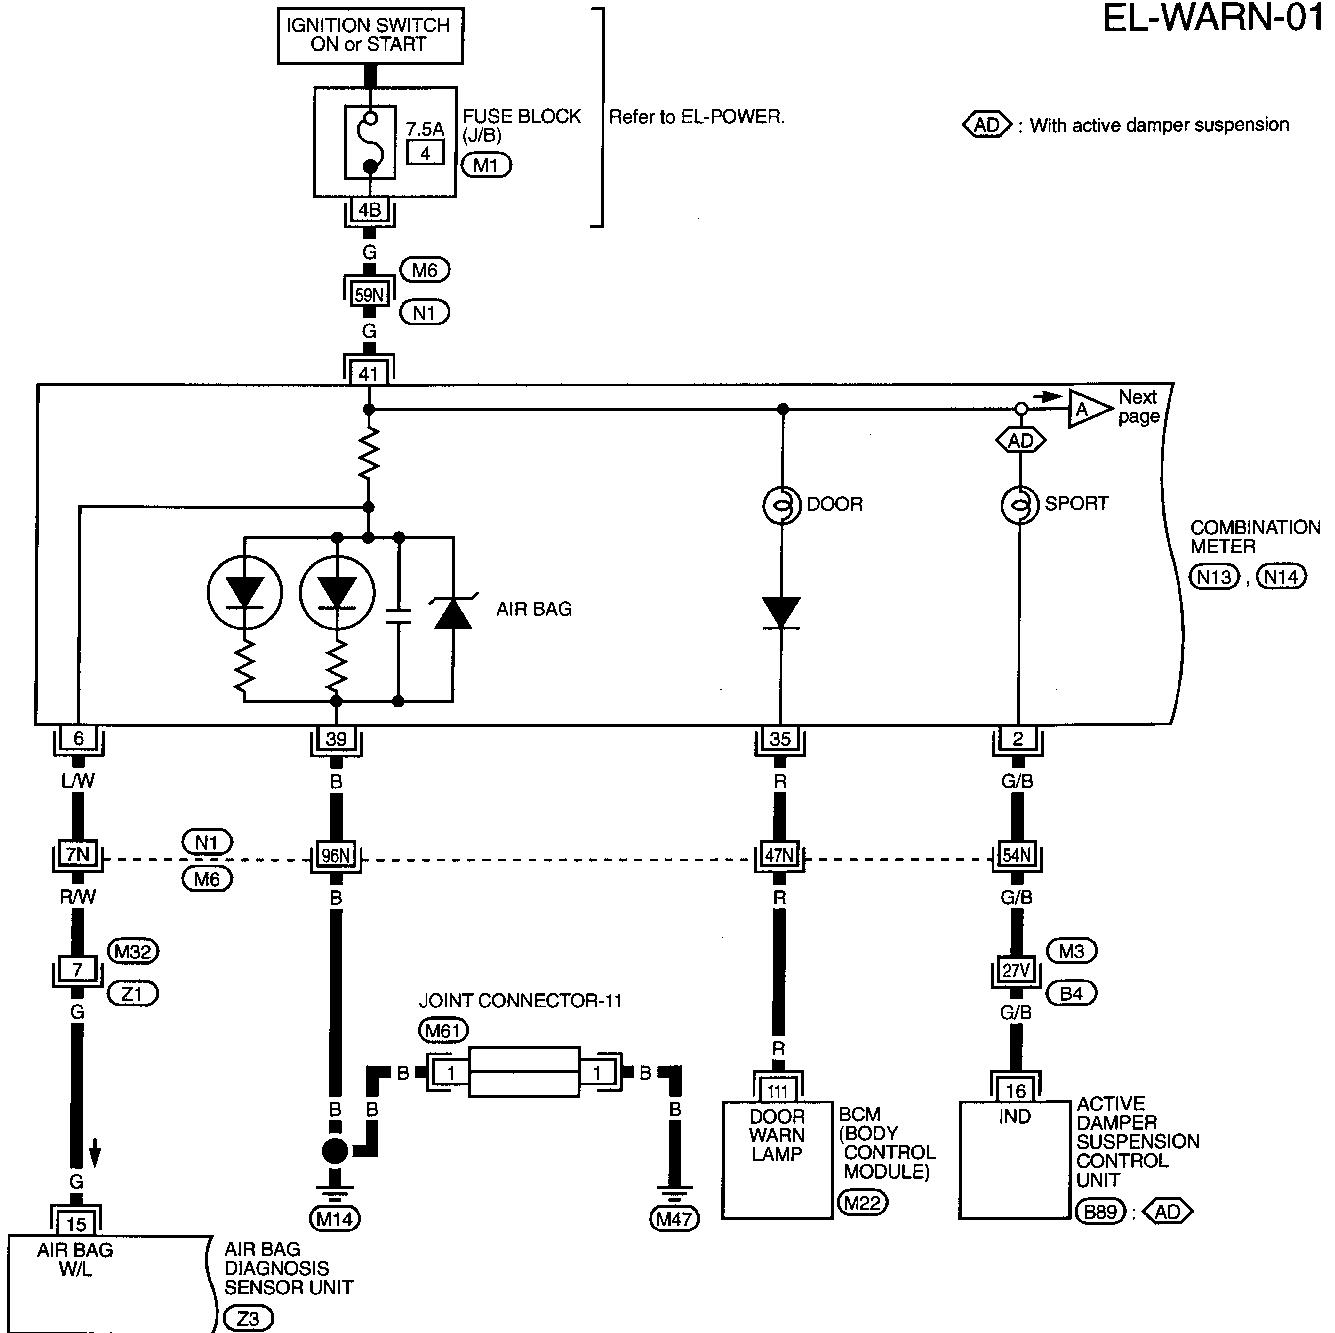 EL-WARN-01
IGNITION SWITCH
ON or START
FUSE BLOCK
(J/B)
7.5A
4
M1
Refer to EL-POWER.
AD : With active damper suspension
4B
G
M6
59N
N1
G
41
A
Next
page
AD
DOOR
SPORT
COMBINATION
METER
N13 , N14
AIR BAG
6
39
35
2
L/W
B
R
G/B
7N
N1
M6
96N
47N
54N
R/W
B
R
G/B
7
M32
Z1
27V
M3
B4
G
G/B
JOINT CONNECTOR-11
M61
B
1
1
B
R
B
B
B
111
16
DOOR
WARN
LAMP
BCM
(BODY
CONTROL
MODULE)
M22
IND
ACTIVE
DAMPER
SUSPENSION
CONTROL
UNIT
B89 : AD
G
M14
M47
15
AIR BAG
W/L
AIR BAG
DIAGNOSIS
SENSOR UNIT
Z3